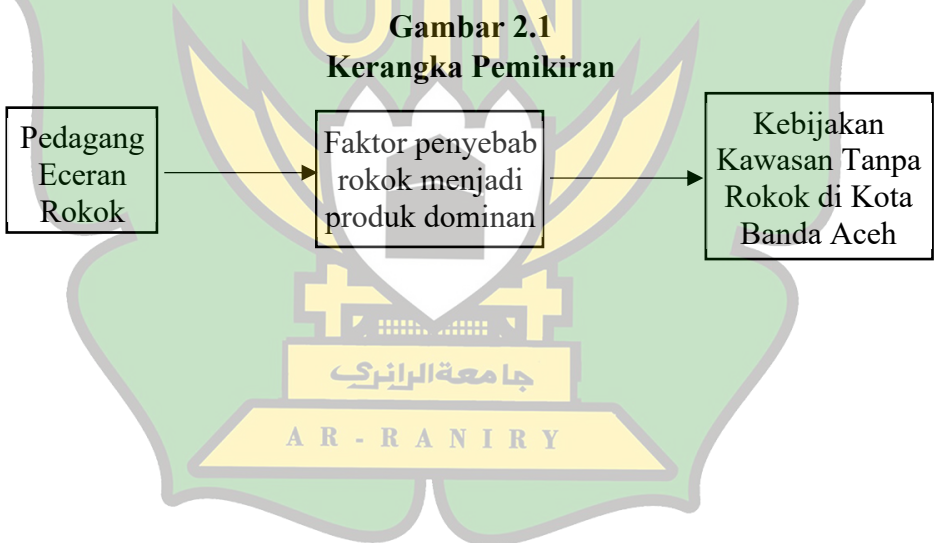 UIN
Gambar 2.1
Kerangka Pemikiran
Pedagang
Eceran
Rokok
Faktor penyebab
rokok menjadi
produk dominan
Kebijakan
Kawasan Tanpa
Rokok di Kota
Banda Aceh
جامعةالرانري
AR-RANIRY